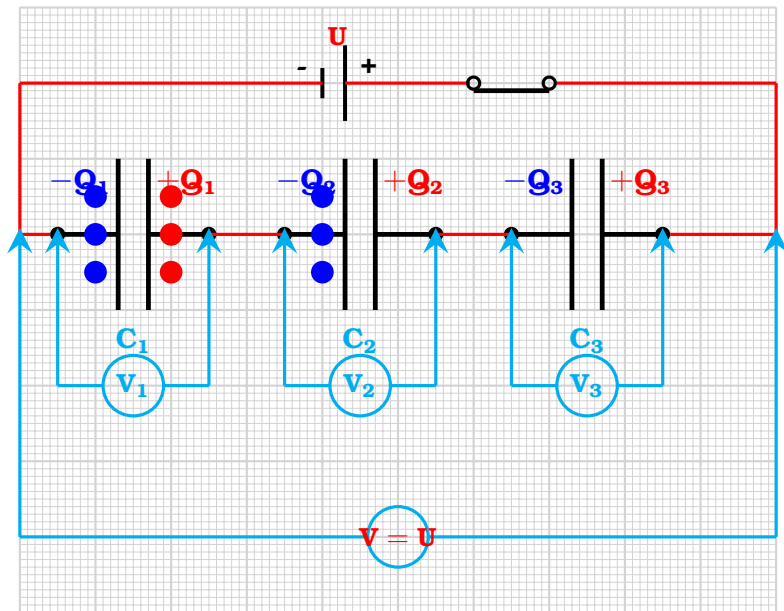 U
- +
−Q₁ +Q₁ −Q₂ +Q₂ −Q₃ +Q₃
C₁ C₂ C₃
V₁ V₂ V₃
V = U